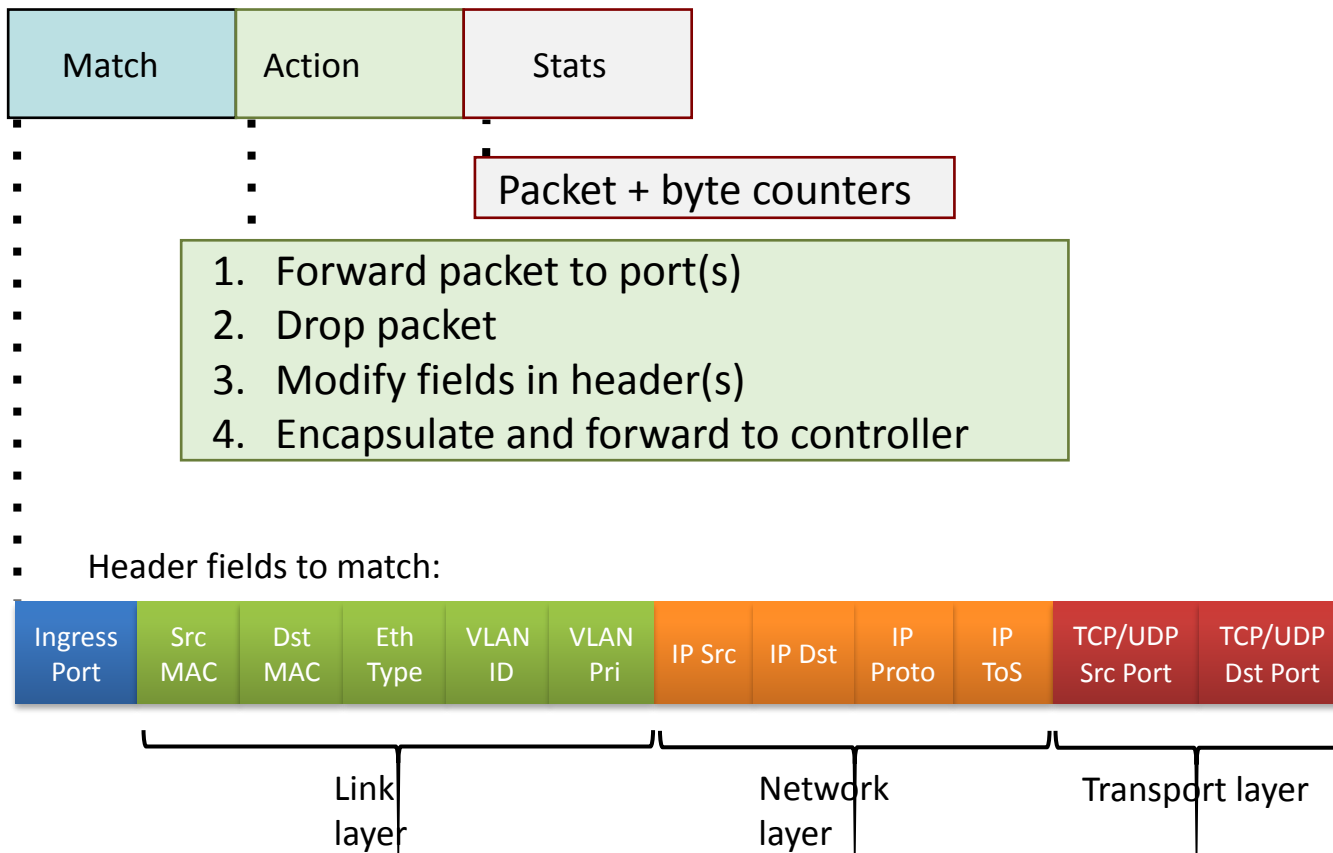 Match Action Stats
Packet + byte counters
1. Forward packet to port(s)
2. Drop packet
3. Modify fields in header(s)
4. Encapsulate and forward to controller
Header fields to match:
Ingress Src Dst Eth VLAN VLAN IP Src IP Dst IP IP TCP/UDP TCP/UDP
Port MAC MAC Type ID Pri Proto ToS Src Port Dst Port
Link Network Transport layer
layer layer